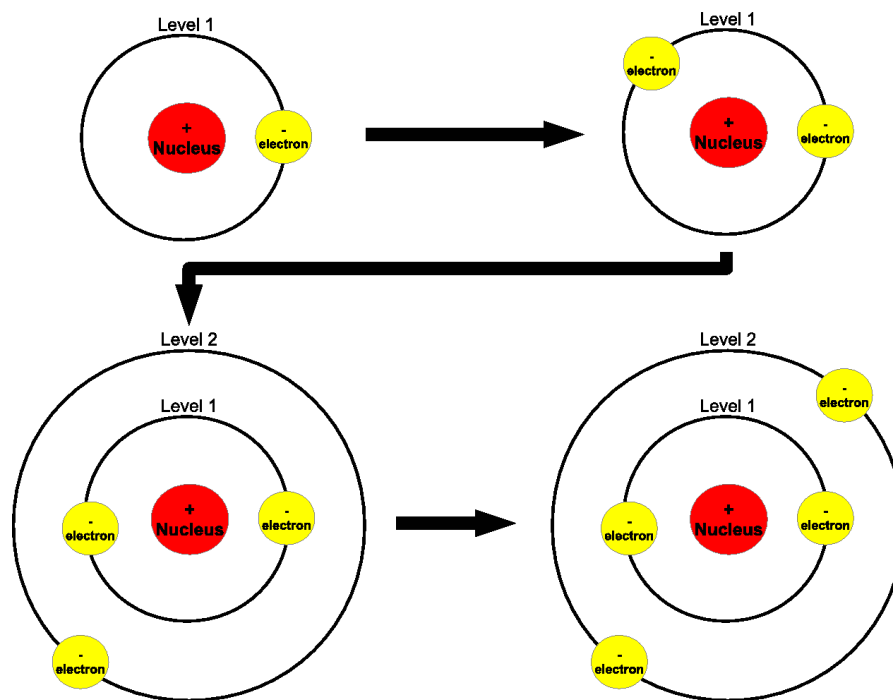 Level 1
+
Nucleus
-
electron
Level 1
-
electron
+
Nucleus
-
electron
Level 2
Level 1
+
Nucleus
-
electron
-
electron
-
electron
Level 2
-
electron
Level 1
+
Nucleus
-
electron
-
electron
-
electron